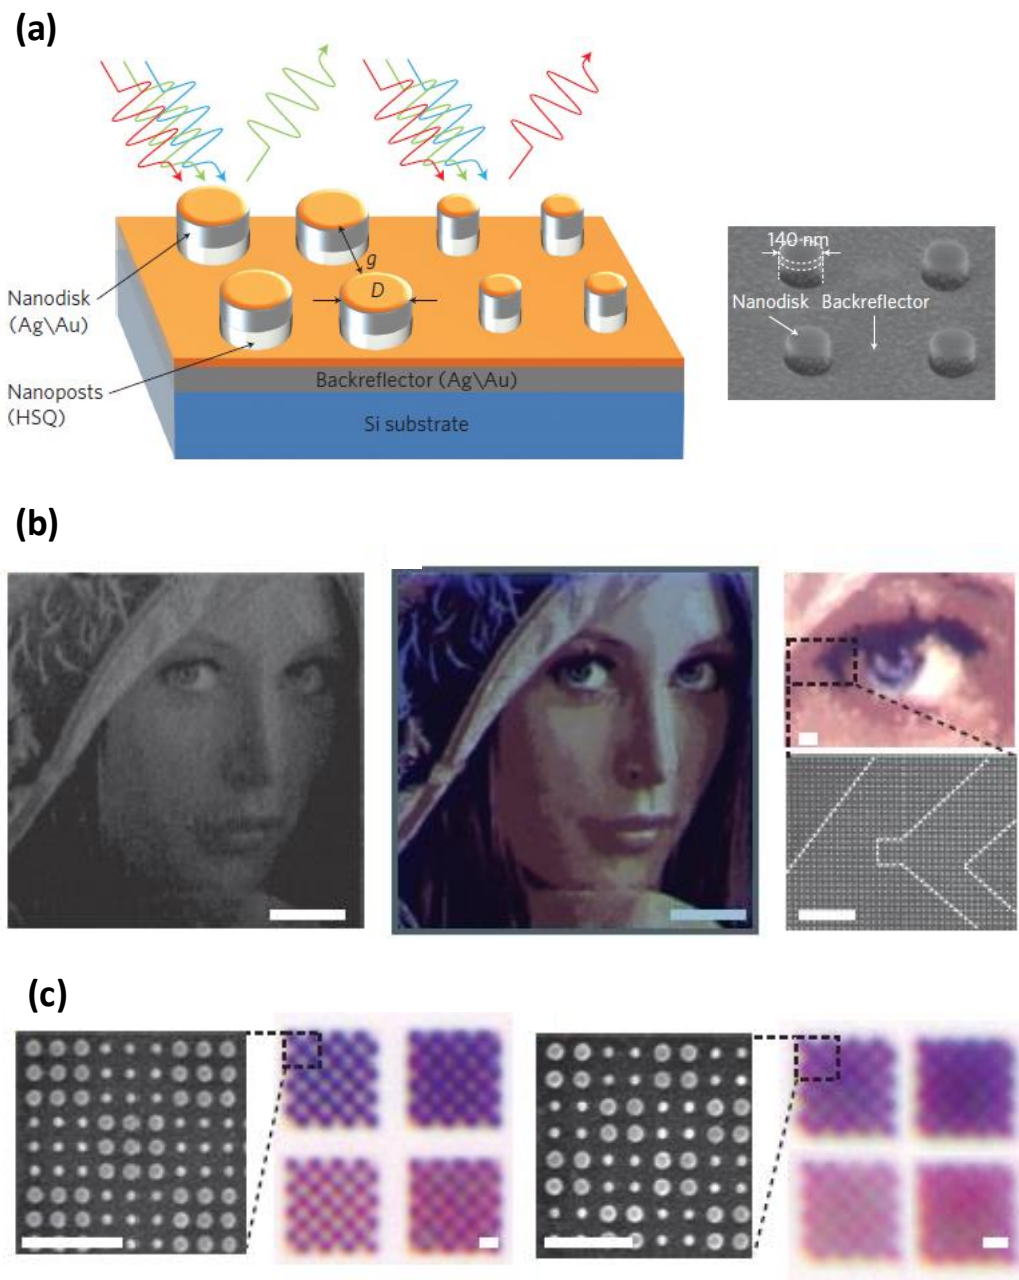 (a)
g
D
Nanodisk
(Ag\Au)
Nanoposts
(HSQ)
Backreflector (Ag\Au)
Si substrate
140 nm
Nanodisk Backreflector
(b)
(c)